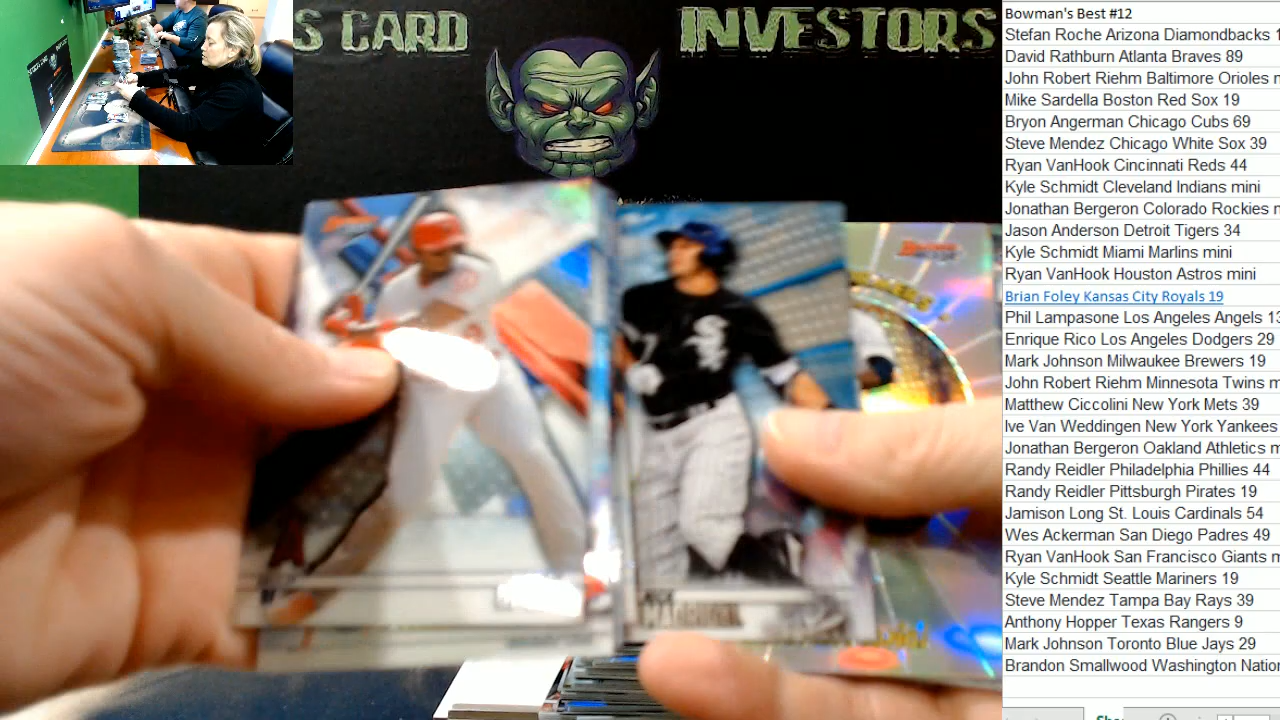 S CARD
INVESTORS
Bowman's Best #12
Stefan Roche Arizona Diamondbacks 1
David Rathburn Atlanta Braves 89
John Robert Riehm Baltimore Orioles m
Mike Sardella Boston Red Sox 19
Bryon Angerman Chicago Cubs 69
Steve Mendez Chicago White Sox 39
Ryan VanHook Cincinnati Reds 44
Kyle Schmidt Cleveland Indians mini
Jonathan Bergeron Colorado Rockies m
Jason Anderson Detroit Tigers 34
Kyle Schmidt Miami Marlins mini
Ryan VanHook Houston Astros mini
Brian Foley Kansas City Royals 19
Phil Lampasone Los Angeles Angels 13
Enrique Rico Los Angeles Dodgers 29
Mark Johnson Milwaukee Brewers 19
John Robert Riehm Minnesota Twins m
Matthew Ciccolini New York Mets 39
Ive Van Weddingen New York Yankees
Jonathan Bergeron Oakland Athletics m
Randy Reidler Philadelphia Phillies 44
Randy Reidler Pittsburgh Pirates 19
Jamison Long St. Louis Cardinals 54
Wes Ackerman San Diego Padres 49
Ryan VanHook San Francisco Giants m
Kyle Schmidt Seattle Mariners 19
Steve Mendez Tampa Bay Rays 39
Anthony Hopper Texas Rangers 9
Mark Johnson Toronto Blue Jays 29
Brandon Smallwood Washington Nation